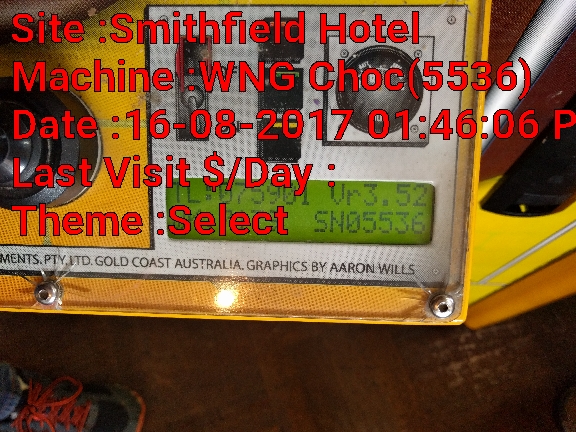 Site :Smithfield Hotel
Machine :WNG Choc(5536)
Date :16-08-2017 01:46:06 P
Last Visit $/Day :
Vr3.52
Theme :Select
SN05536
MENTS. PTY. LTD. GOLD COAST AUSTRALIA. GRAPHICS BY AARON WILLS